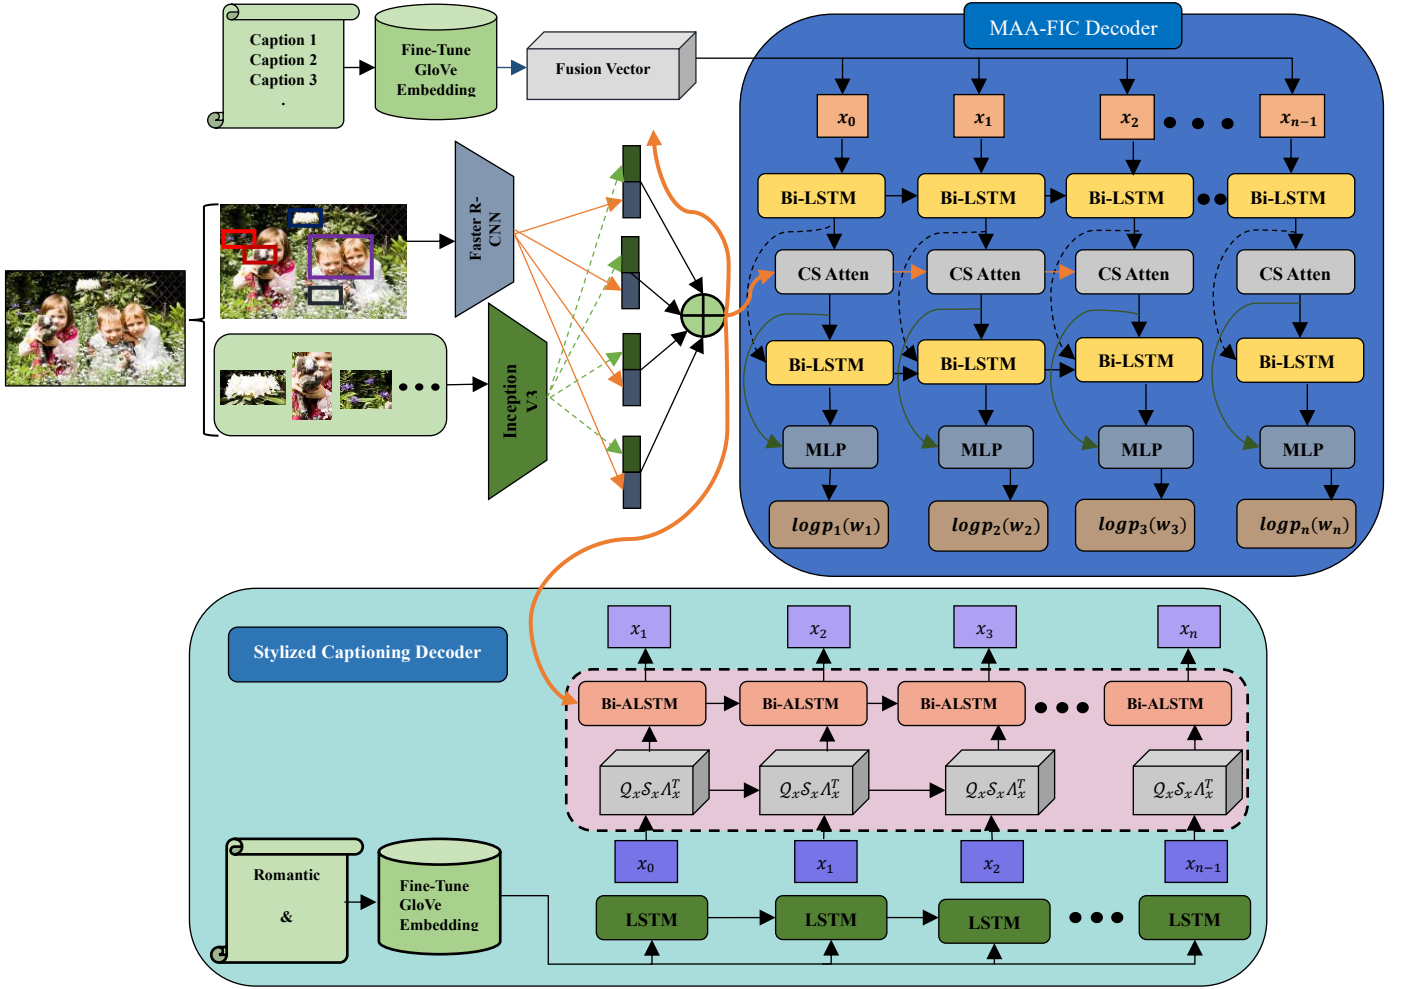 Caption 1
Caption 2
Caption 3
.
Fine-Tune
GloVe
Embedding
Fusion Vector
MAA-FIC Decoder
x0 x1 x2 • • • xn−1
Bi-LSTM Bi-LSTM Bi-LSTM •• Bi-LSTM
CS Atten CS Atten CS Atten CS Atten
Bi-LSTM Bi-LSTM Bi-LSTM Bi-LSTM
MLP MLP MLP MLP
logp1(w1) logp2(w2) logp3(w3) logpn(wn)
Faster R-
CNN
Inception
V3
• • •
Stylized Captioning Decoder
x1 x2 x3 xn
Bi-ALSTM Bi-ALSTM Bi-ALSTM • • • Bi-ALSTM
QxSxΛxT QxSxΛxT QxSxΛxT QxSxΛxT
x0 x1 x2 xn−1
LSTM LSTM LSTM • • • LSTM
Romantic
&
Fine-Tune
GloVe
Embedding